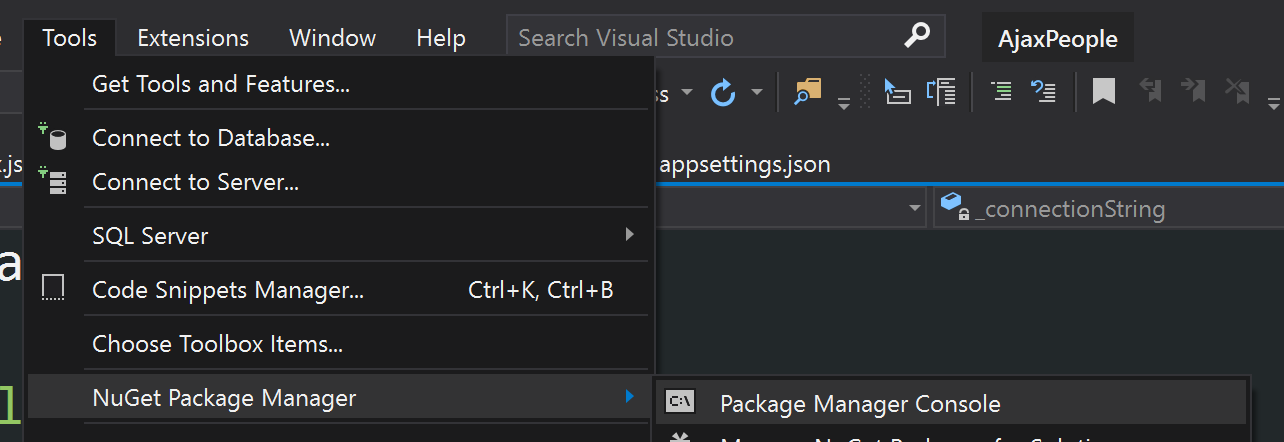 Tools Extensions Window Help Search Visual Studio AjaxPeople
Get Tools and Features...
Connect to Database...
.js appsettings.json
Connect to Server...
_connectionString
SQL Server
Code Snippets Manager... Ctrl+K, Ctrl+B
Choose Toolbox Items...
NuGet Package Manager
C:\ Package Manager Console